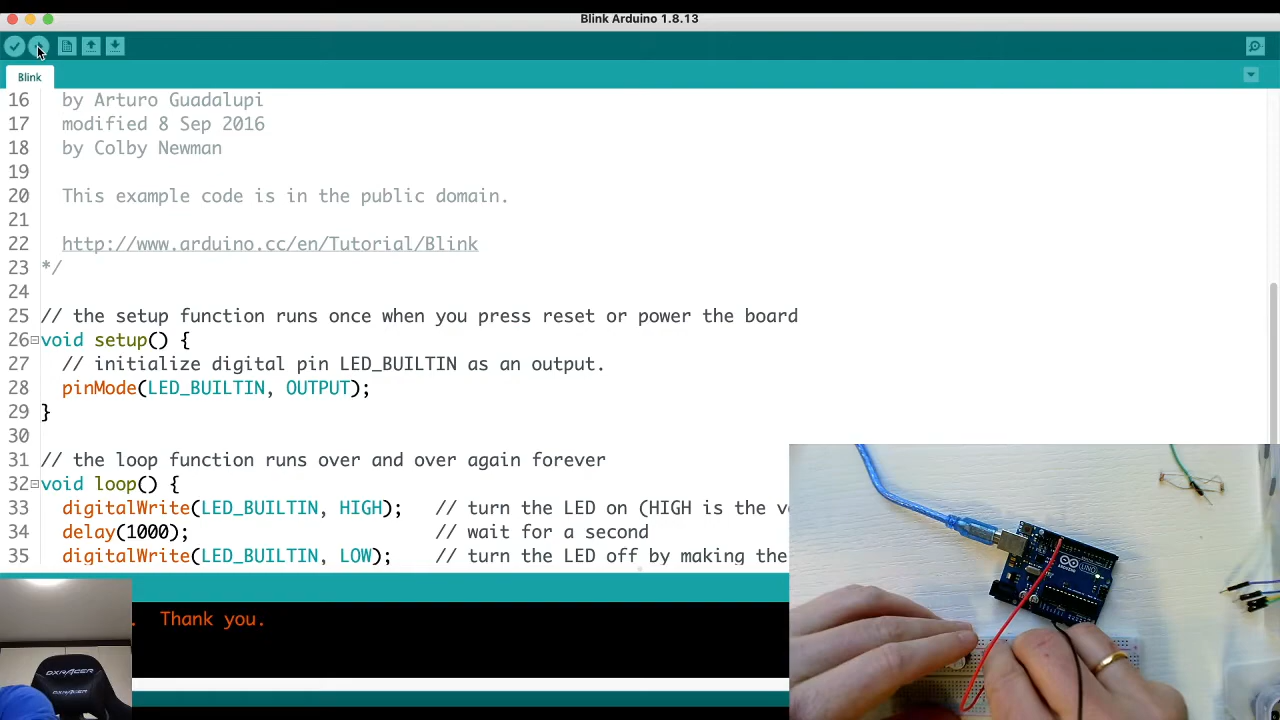 Blink Arduino 1.8.13
Blink
16 by Arturo Guadalupi
17 modified 8 Sep 2016
18 by Colby Newman
19
20 This example code is in the public domain.
21
22 http://www.arduino.cc/en/Tutorial/Blink
23 */
24
25 // the setup function runs once when you press reset or power the board
26 void setup() {
27 // initialize digital pin LED_BUILTIN as an output.
28 pinMode(LED_BUILTIN, OUTPUT);
29 }
30
31 // the loop function runs over and over again forever
32 void loop() {
33 digitalWrite(LED_BUILTIN, HIGH); // turn the LED on (HIGH is the
34 delay(1000); // wait for a second
35 digitalWrite(LED_BUILTIN, LOW); // turn the LED off by making the
Thank you.
DXRACER
ARDUINO
UNO